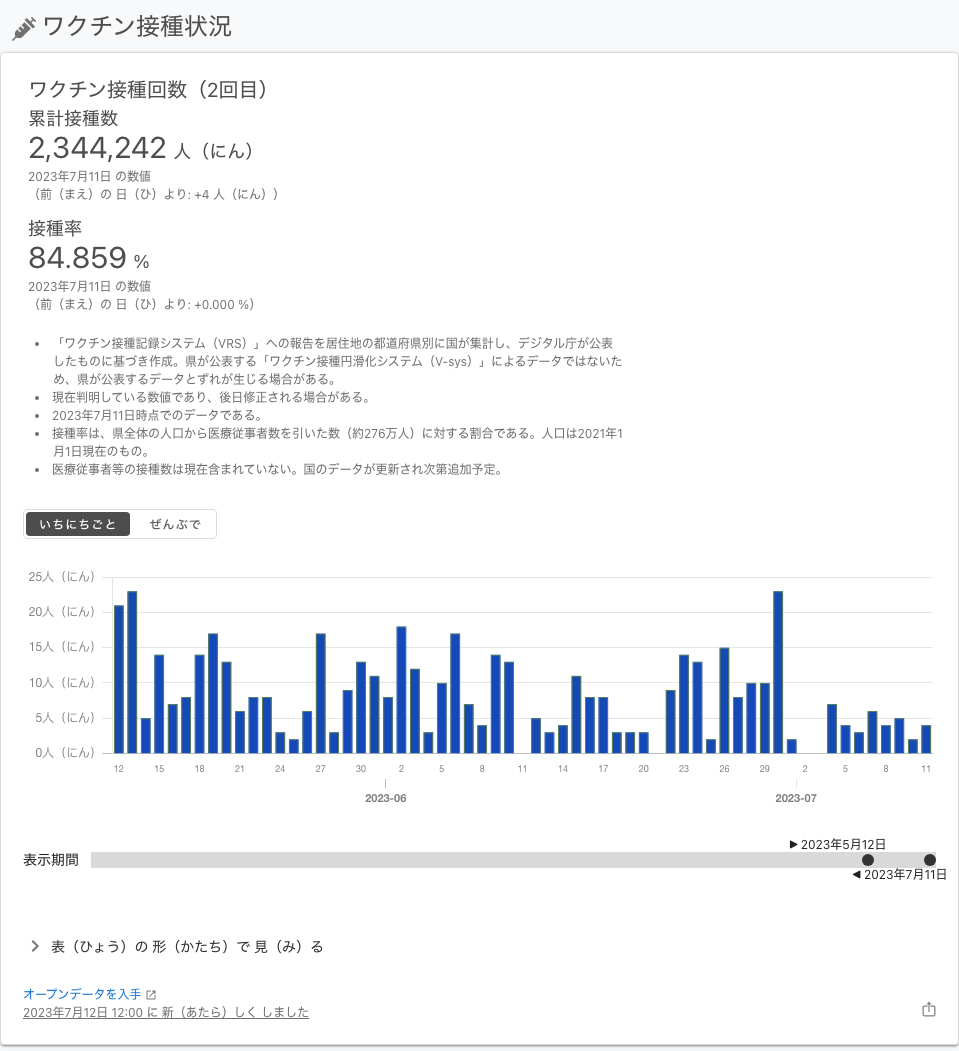 ワクチン接種状況
ワクチン接種回数（2回目）
累計接種数
2,344,242 人（にん）
2023年7月11日 の数値
（前（まえ）の 日（ひ）より: +4 人（にん））
接種率
84.859 %
2023年7月11日 の数値
（前（まえ）の 日（ひ）より: +0.000 %）
• 「ワクチン接種記録システム（VRS）」への報告を居住地の都道府県別に国が集計し、デジタル庁が公表
したものに基づき作成。県が公表する「ワクチン接種円滑化システム（V-sys）」によるデータではないた
め、県が公表するデータとずれが生じる場合がある。
• 現在判明している数値であり、後日修正される場合がある。
• 2023年7月11日時点でのデータである。
• 接種率は、県全体の人口から医療従事者数を引いた数（約276万人）に対する割合である。人口は2021年1
月1日現在のもの。
• 医療従事者等の接種数は現在含まれていない。国のデータが更新され次第追加予定。
いちにちごと ぜんぶで
25人（にん）
20人（にん）
15人（にん）
10人（にん）
5人（にん）
0人（にん）
12 15 18 21 24 27 30 2 5 8 11 14 17 20 23 26 29 2 5 8 11
2023-06 2023-07
▶ 2023年5月12日
表示期間
◀ 2023年7月11日
表（ひょう）の 形（かたち）で 見（み）る
オープンデータを入手
2023年7月12日 12:00 に 新（あたら）しく しました